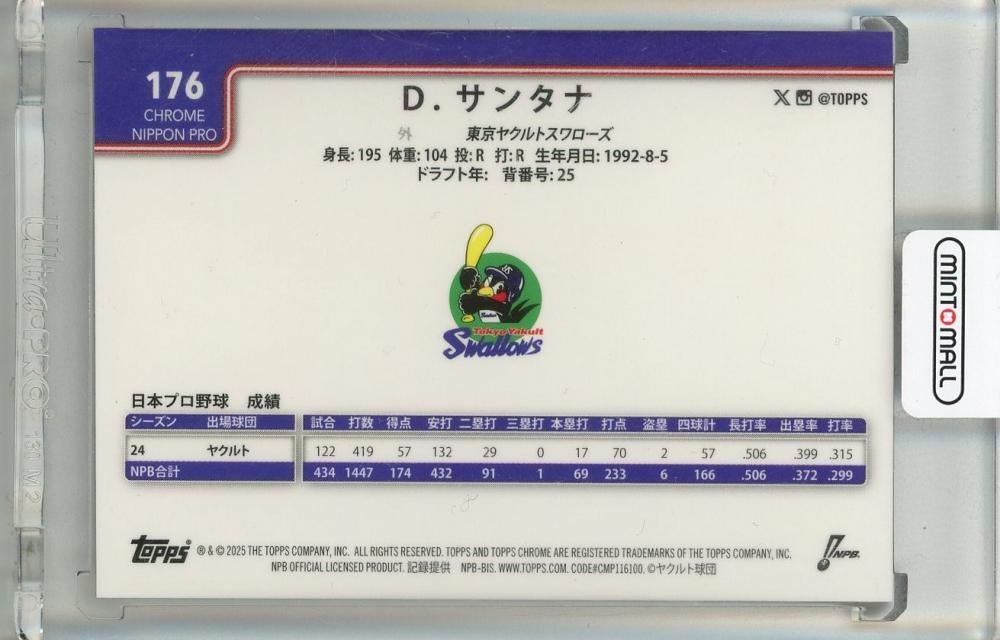 176
CHROME
NIPPON PRO
D. サンタナ
@TOPPS
外 東京ヤクルトスワローズ
身長: 195 体重: 104 投: R 打: R 生年月日: 1992-8-5
ドラフト年: 背番号: 25
Tokyo Yakult
Swallows
日本プロ野球 成績
シーズン 出場球団 試合 打数 得点 安打 二塁打 三塁打 本塁打 打点 盗塁 四球計 長打率 出塁率 打率
24 ヤクルト 122 419 57 132 29 0 17 70 2 57 .506 .399 .315
NPB合計 434 1447 174 432 91 1 69 233 6 166 .506 .372 .299
topps ® & © 2025 THE TOPPS COMPANY, INC. ALL RIGHTS RESERVED. TOPPS AND TOPPS CHROME ARE REGISTERED TRADEMARKS OF THE TOPPS COMPANY, INC.
NPB OFFICIAL LICENSED PRODUCT. 記録提供 NPB-BIS. WWW.TOPPS.COM. CODE#CMP116100. ©ヤクルト球団
NPB.
MINTOMALL
Ultra·PRO®